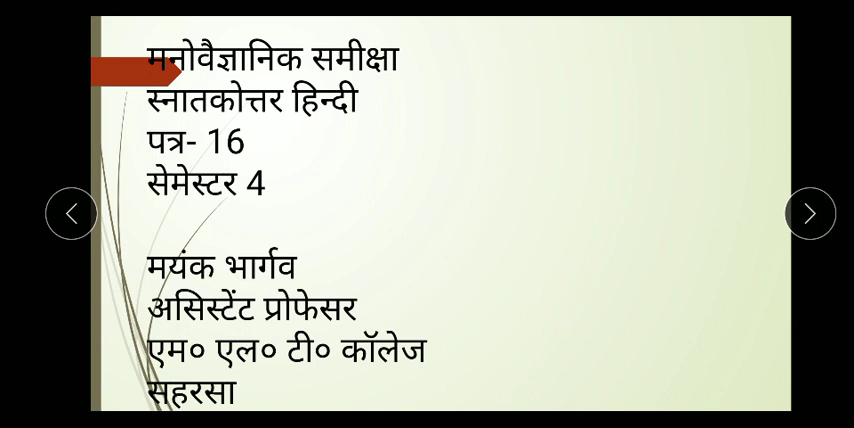 मनोवैज्ञानिक समीक्षा
स्नातकोत्तर हिन्दी
पत्र- 16
सेमेस्टर 4
मयंक भार्गव
असिस्टेंट प्रोफेसर
एम० एल० टी० कॉलेज
सहरसा